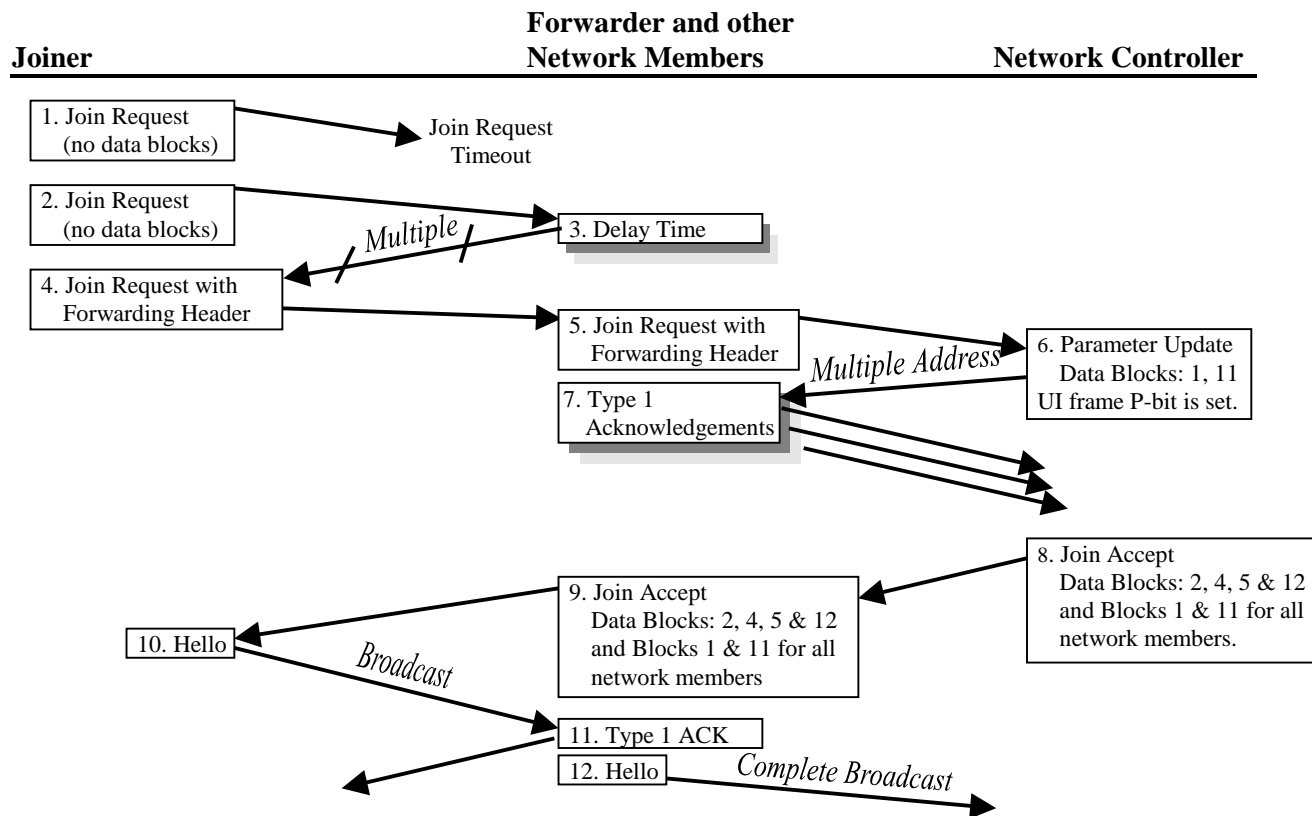 Forwarder and other
Joiner
Network Members
Network Controller
1. Join Request
(no data blocks)
Join Request
Timeout
2. Join Request
(no data blocks)
Multiple
3. Delay Time
4. Join Request with
Forwarding Header
5. Join Request with
Forwarding Header
Multiple Address
6. Parameter Update
Data Blocks: 1, 11
UI frame P-bit is set.
7. Type 1
Acknowledgements
8. Join Accept
Data Blocks: 2, 4, 5 & 12
and Blocks 1 & 11 for all
network members.
9. Join Accept
Data Blocks: 2, 4, 5 & 12
and Blocks 1 & 11 for all
network members
10. Hello
Broadcast
11. Type 1 ACK
12. Hello
Complete Broadcast